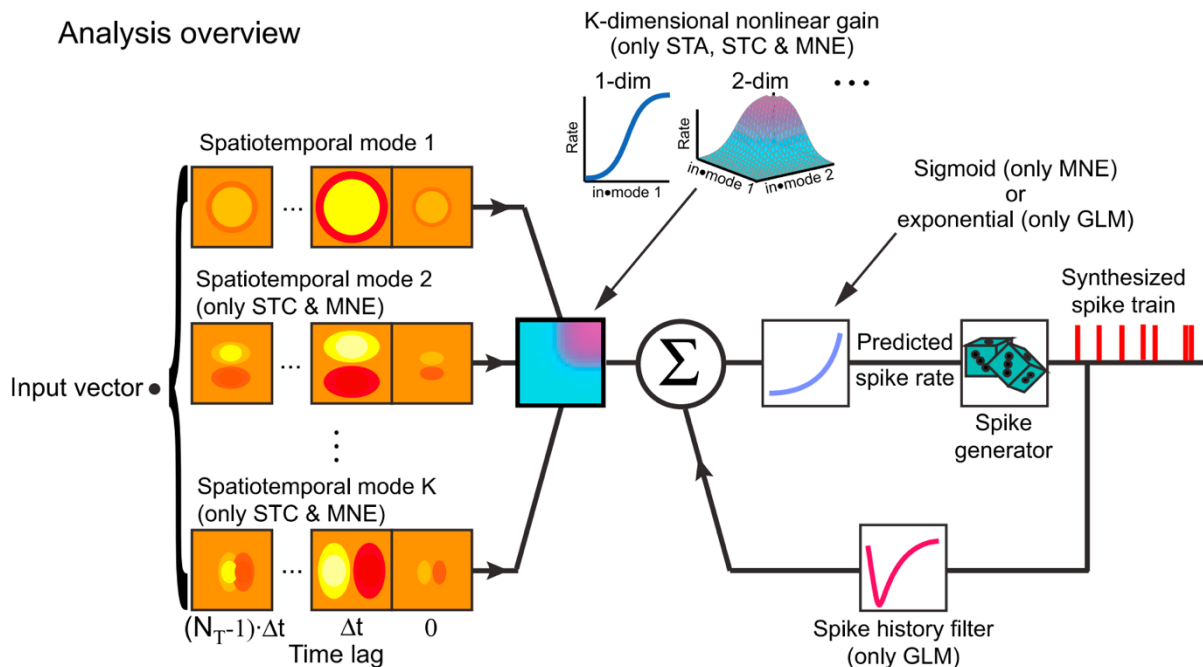 Analysis overview
K-dimensional nonlinear gain
(only STA, STC & MNE)
1-dim
2-dim
•••
Rate
in•mode 1
Rate
in•mode 1
in•mode 2
Spatiotemporal mode 1
...
Sigmoid (only MNE)
or
exponential (only GLM)
Spatiotemporal mode 2
(only STC & MNE)
...
Synthesized
spike train
Input vector •
Σ
Predicted
spike rate
Spike
generator
⋮
Spatiotemporal mode K
(only STC & MNE)
...
(N_T-1)·Δt
Δt
0
Time lag
Spike history filter
(only GLM)